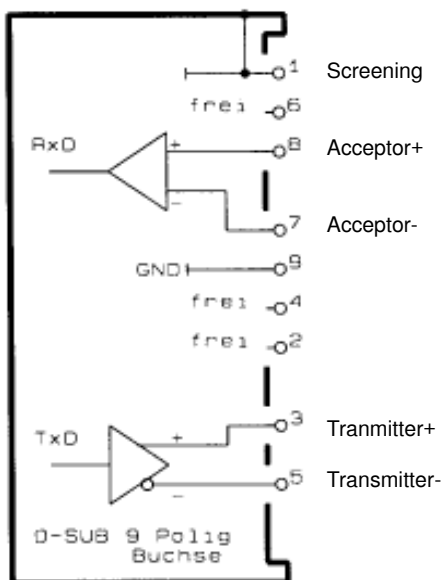 1 Screening
frei 6
RxD + 8 Acceptor+
- 7 Acceptor-
GND 9
frei 4
frei 2
TxD + 3 Tranmitter+
- 5 Transmitter-
D-SUB 9 Polig
Buchse